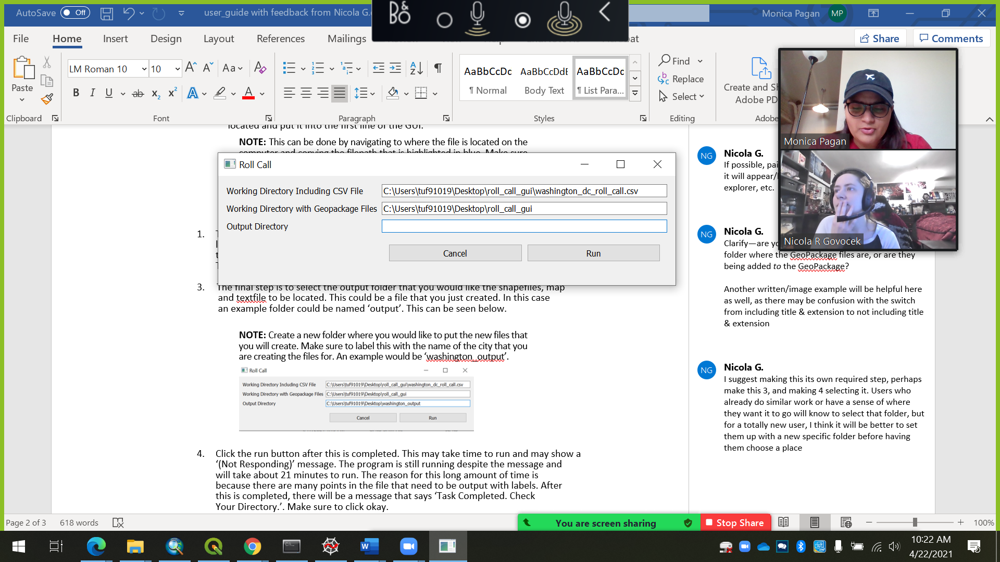 AutoSave Off
user_guide with feedback from Nicola G.
Monica Pagan MP
B&O
File Home Insert Design Layout References Mailings
Share Comments
LM Roman 10 10 Aa
AaBbCcDc AaBbCcDdE AaBbCcDc
Find
Replace
Select
Paste
¶ Normal Body Text ¶ List Para...
Create and Sh
Adobe PD
Clipboard Font Paragraph Styles Editing Adobe
located and put it into the first line of the GUI.
NOTE: This can be done by navigating to where the file is located on the
computer and copying the filepath that is highlighted in blue. Make sure
Roll Call
Working Directory Including CSV File C:\Users\tuf91019\Desktop\roll_call_gui\washington_dc_roll_call.csv
Working Directory with Geopackage Files C:\Users\tuf91019\Desktop\roll_call_gui
Output Directory
Cancel Run
1.
3. The final step is to select the output folder that you would like the shapefiles, map
and textfile to be located. This could be a file that you just created. In this case
an example folder could be named ‘output’. This can be seen below.
NOTE: Create a new folder where you would like to put the new files that
you will create. Make sure to label this with the name of the city that you
are creating the files for. An example would be ‘washington_output’.
Roll Call
Working Directory Including CSV File C:\Users\tuf91019\Desktop\roll_call_gui\washington_dc_roll_call.csv
Working Directory with Geopackage Files C:\Users\tuf91019\Desktop\roll_call_gui
Output Directory C:\Users\tuf91019\Desktop\washington_output
Cancel Run
4. Click the run button after this is completed. This may take time to run and may show a
‘(Not Responding)’ message. The program is still running despite the message and
will take about 21 minutes to run. The reason for this long amount of time is
because there are many points in the file that need to be output with labels. After
this is completed, there will be a message that says ‘Task Completed. Check
Your Directory.’. Make sure to click okay.
NG Nicola G.
If possible, pai
it will appear/
explorer, etc.
NG Nicola G.
Clarify—are yo
folder where the GeoPackage files are, or are they
being added to the GeoPackage?
Another written/image example will be helpful here
as well, as there may be confusion with the switch
from including title & extension to not including title
& extension
NG Nicola G.
I suggest making this its own required step, perhaps
make this 3, and making 4 selecting it. Users who
already do similar work or have a sense of where
they want it to go will know to select that folder, but
for a totally new user, I think it will be better to set
them up with a new specific folder before having
them choose a place
Monica Pagan
Nicola R Govocek
Page 2 of 3 618 words
You are screen sharing Stop Share
100%
10:22 AM
4/22/2021